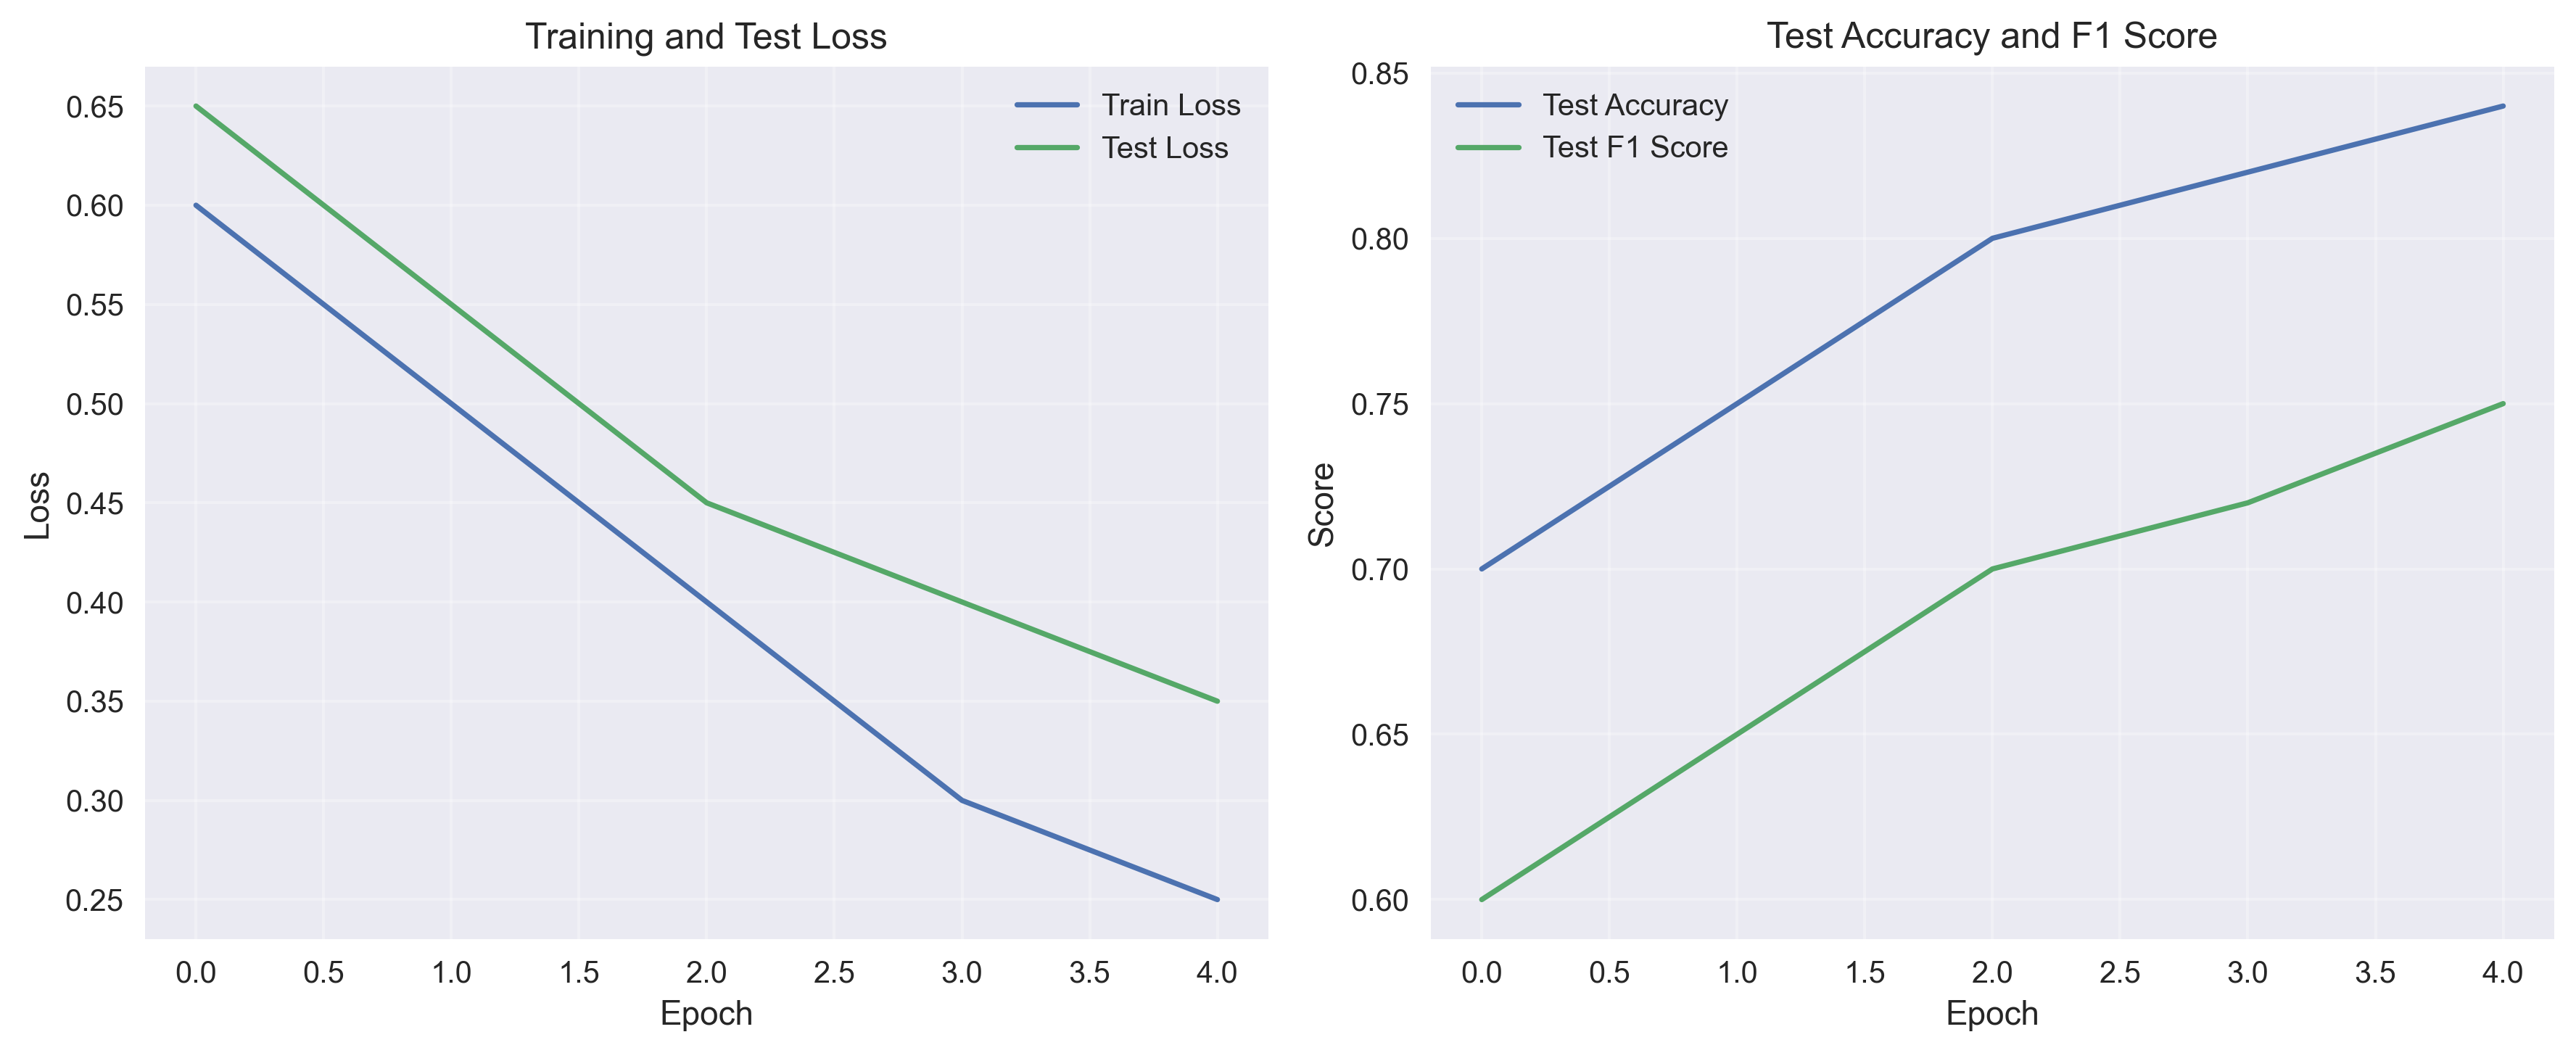 Training and Test Loss
Train Loss
Test Loss
0.65
0.60
0.55
0.50
0.45
0.40
0.35
0.30
0.25
Loss
0.0 0.5 1.0 1.5 2.0 2.5 3.0 3.5 4.0
Epoch
Test Accuracy and F1 Score
Test Accuracy
Test F1 Score
0.85
0.80
0.75
0.70
0.65
0.60
Score
0.0 0.5 1.0 1.5 2.0 2.5 3.0 3.5 4.0
Epoch